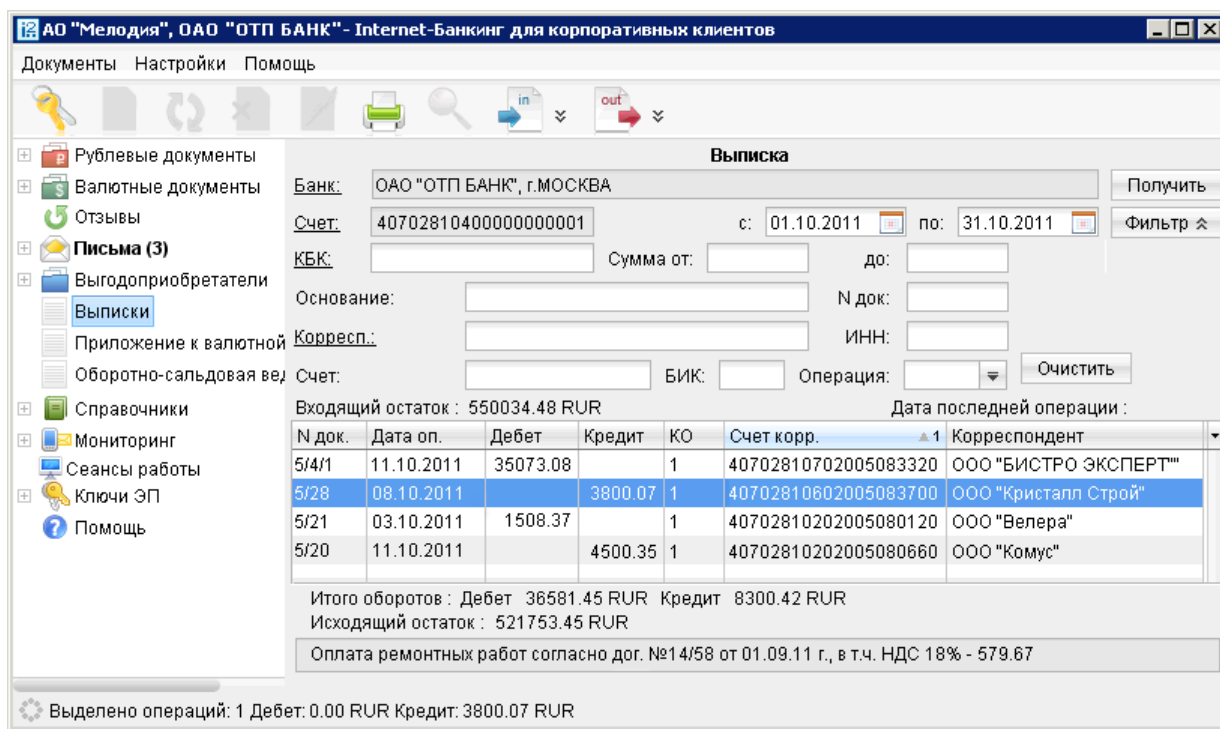 АО "Мелодия", ОАО "ОТП БАНК"- Internet-Банкинг для корпоративных клиентов
Документы Настройки Помощь
in out
Рублевые документы
Валютные документы
Отзывы
Письма (3)
Выгодоприобретатели
Выписки
Приложение к валютной
Оборотно-сальдовая вед
Справочники
Мониторинг
Сеансы работы
Ключи ЭП
Помощь
Выписка
Банк: ОАО "ОТП БАНК", г.МОСКВА Получить
Счет: 40702810400000000001 с: 01.10.2011 по: 31.10.2011 Фильтр
КБК: Сумма от: до:
Основание: N док:
Корресп.: ИНН:
Счет: БИК: Операция: Очистить
Входящий остаток : 550034.48 RUR Дата последней операции :
N док. Дата оп. Дебет Кредит КО Счет корр. 1 Корреспондент
5/4/1 11.10.2011 35073.08 1 40702810702005083320 ООО "БИСТРО ЭКСПЕРТ""
5/28 08.10.2011 3800.07 1 40702810602005083700 ООО "Кристалл Строй"
5/21 03.10.2011 1508.37 1 40702810202005080120 ООО "Велера"
5/20 11.10.2011 4500.35 1 40702810202005080660 ООО "Комус"
Итого оборотов : Дебет 36581.45 RUR Кредит 8300.42 RUR
Исходящий остаток : 521753.45 RUR
Оплата ремонтных работ согласно дог. №14/58 от 01.09.11 г., в т.ч. НДС 18% - 579.67
Выделено операций: 1 Дебет: 0.00 RUR Кредит: 3800.07 RUR